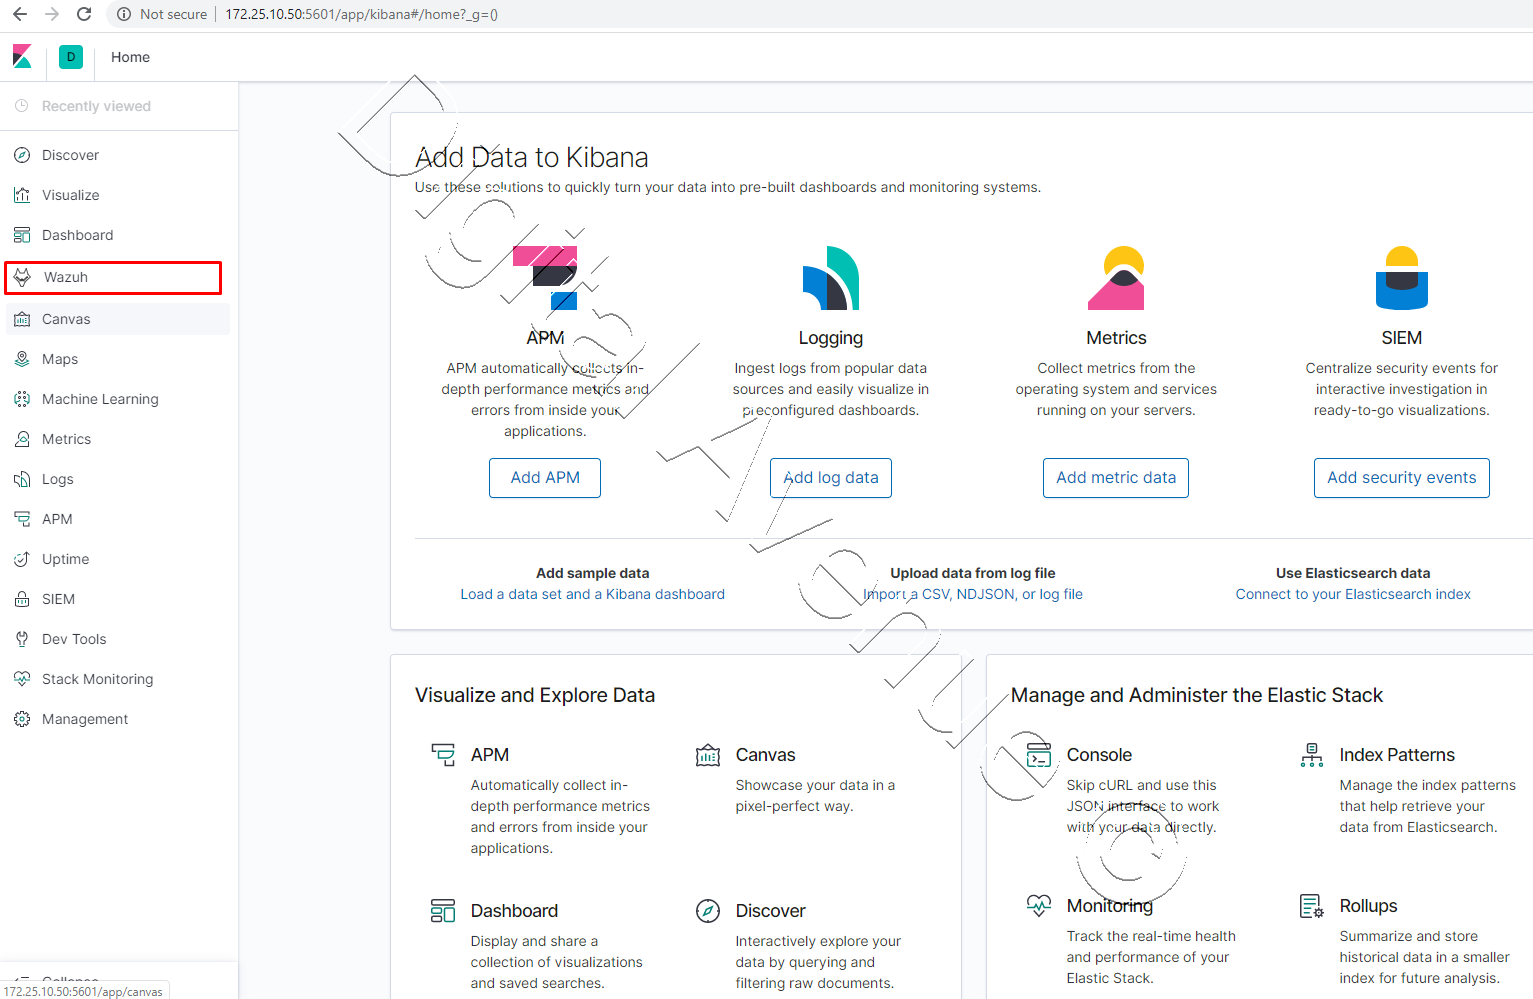 Not secure | 172.25.10.50:5601/app/kibana#/home?_g=()
D Home
Recently viewed
Discover
Visualize
Dashboard
Wazuh
Canvas
Maps
Machine Learning
Metrics
Logs
APM
Uptime
SIEM
Dev Tools
Stack Monitoring
Management
Collapse
172.25.10.50:5601/app/canvas
Add Data to Kibana
Use these solutions to quickly turn your data into pre-built dashboards and monitoring systems.
APM
APM automatically collects in-
depth performance metrics and
errors from inside your
applications.
Add APM
Logging
Ingest logs from popular data
sources and easily visualize in
preconfigured dashboards.
Add log data
Metrics
Collect metrics from the
operating system and services
running on your servers.
Add metric data
SIEM
Centralize security events for
interactive investigation in
ready-to-go visualizations.
Add security events
Add sample data
Load a data set and a Kibana dashboard
Upload data from log file
Import a CSV, NDJSON, or log file
Use Elasticsearch data
Connect to your Elasticsearch index
Visualize and Explore Data
APM
Automatically collect in-
depth performance metrics
and errors from inside your
applications.
Canvas
Showcase your data in a
pixel-perfect way.
Dashboard
Display and share a
collection of visualizations
and saved searches.
Discover
Interactively explore your
data by querying and
filtering raw documents.
Manage and Administer the Elastic Stack
Console
Skip cURL and use this
JSON interface to work
with your data directly.
Index Patterns
Manage the index patterns
that help retrieve your
data from Elasticsearch.
Monitoring
Track the real-time health
and performance of your
Elastic Stack.
Rollups
Summarize and store
historical data in a smaller
index for future analysis.
Digital Avenue ©